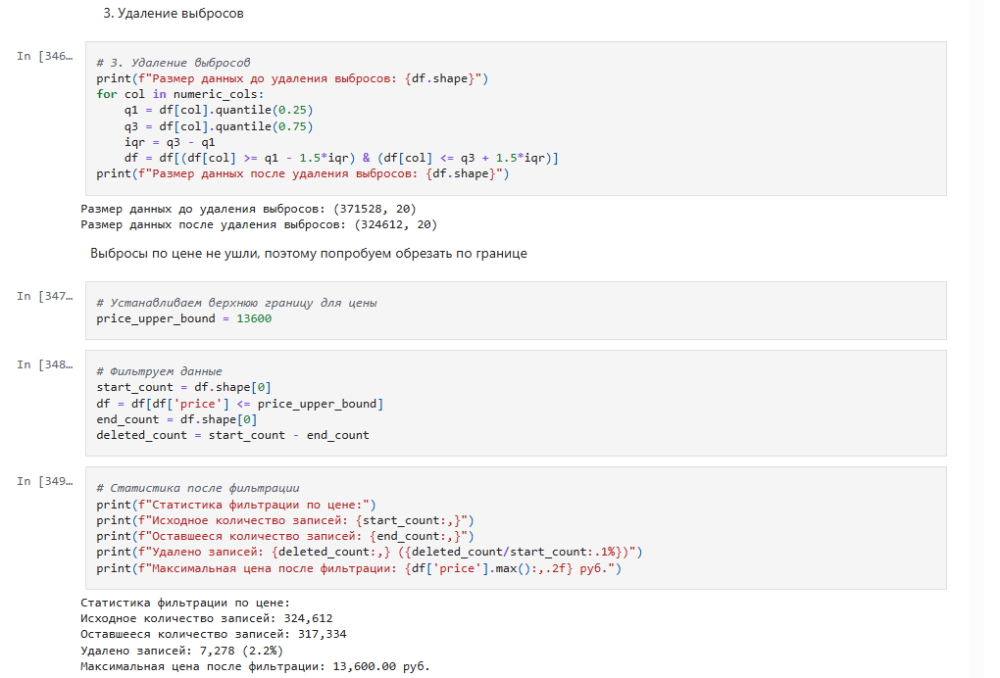 3. Удаление выбросов
In [346…
# 3. Удаление выбросов
print(f"Размер данных до удаления выбросов: {df.shape}")
for col in numeric_cols:
    q1 = df[col].quantile(0.25)
    q3 = df[col].quantile(0.75)
    iqr = q3 - q1
    df = df[(df[col] >= q1 - 1.5*iqr) & (df[col] <= q3 + 1.5*iqr)]
print(f"Размер данных после удаления выбросов: {df.shape}")
Размер данных до удаления выбросов: (371528, 20)
Размер данных после удаления выбросов: (324612, 20)
Выбросы по цене не ушли, поэтому попробуем обрезать по границе
In [347…
# Устанавливаем верхнюю границу для цены
price_upper_bound = 13600
In [348…
# Фильтруем данные
start_count = df.shape[0]
df = df[df['price'] <= price_upper_bound]
end_count = df.shape[0]
deleted_count = start_count - end_count
In [349…
# Статистика после фильтрации
print(f"Статистика фильтрации по цене:")
print(f"Исходное количество записей: {start_count:,}")
print(f"Оставшееся количество записей: {end_count:,}")
print(f"Удалено записей: {deleted_count:,} ({deleted_count/start_count:.1%})")
print(f"Максимальная цена после фильтрации: {df['price'].max():,.2f} руб.")
Статистика фильтрации по цене:
Исходное количество записей: 324,612
Оставшееся количество записей: 317,334
Удалено записей: 7,278 (2.2%)
Максимальная цена после фильтрации: 13,600.00 руб.